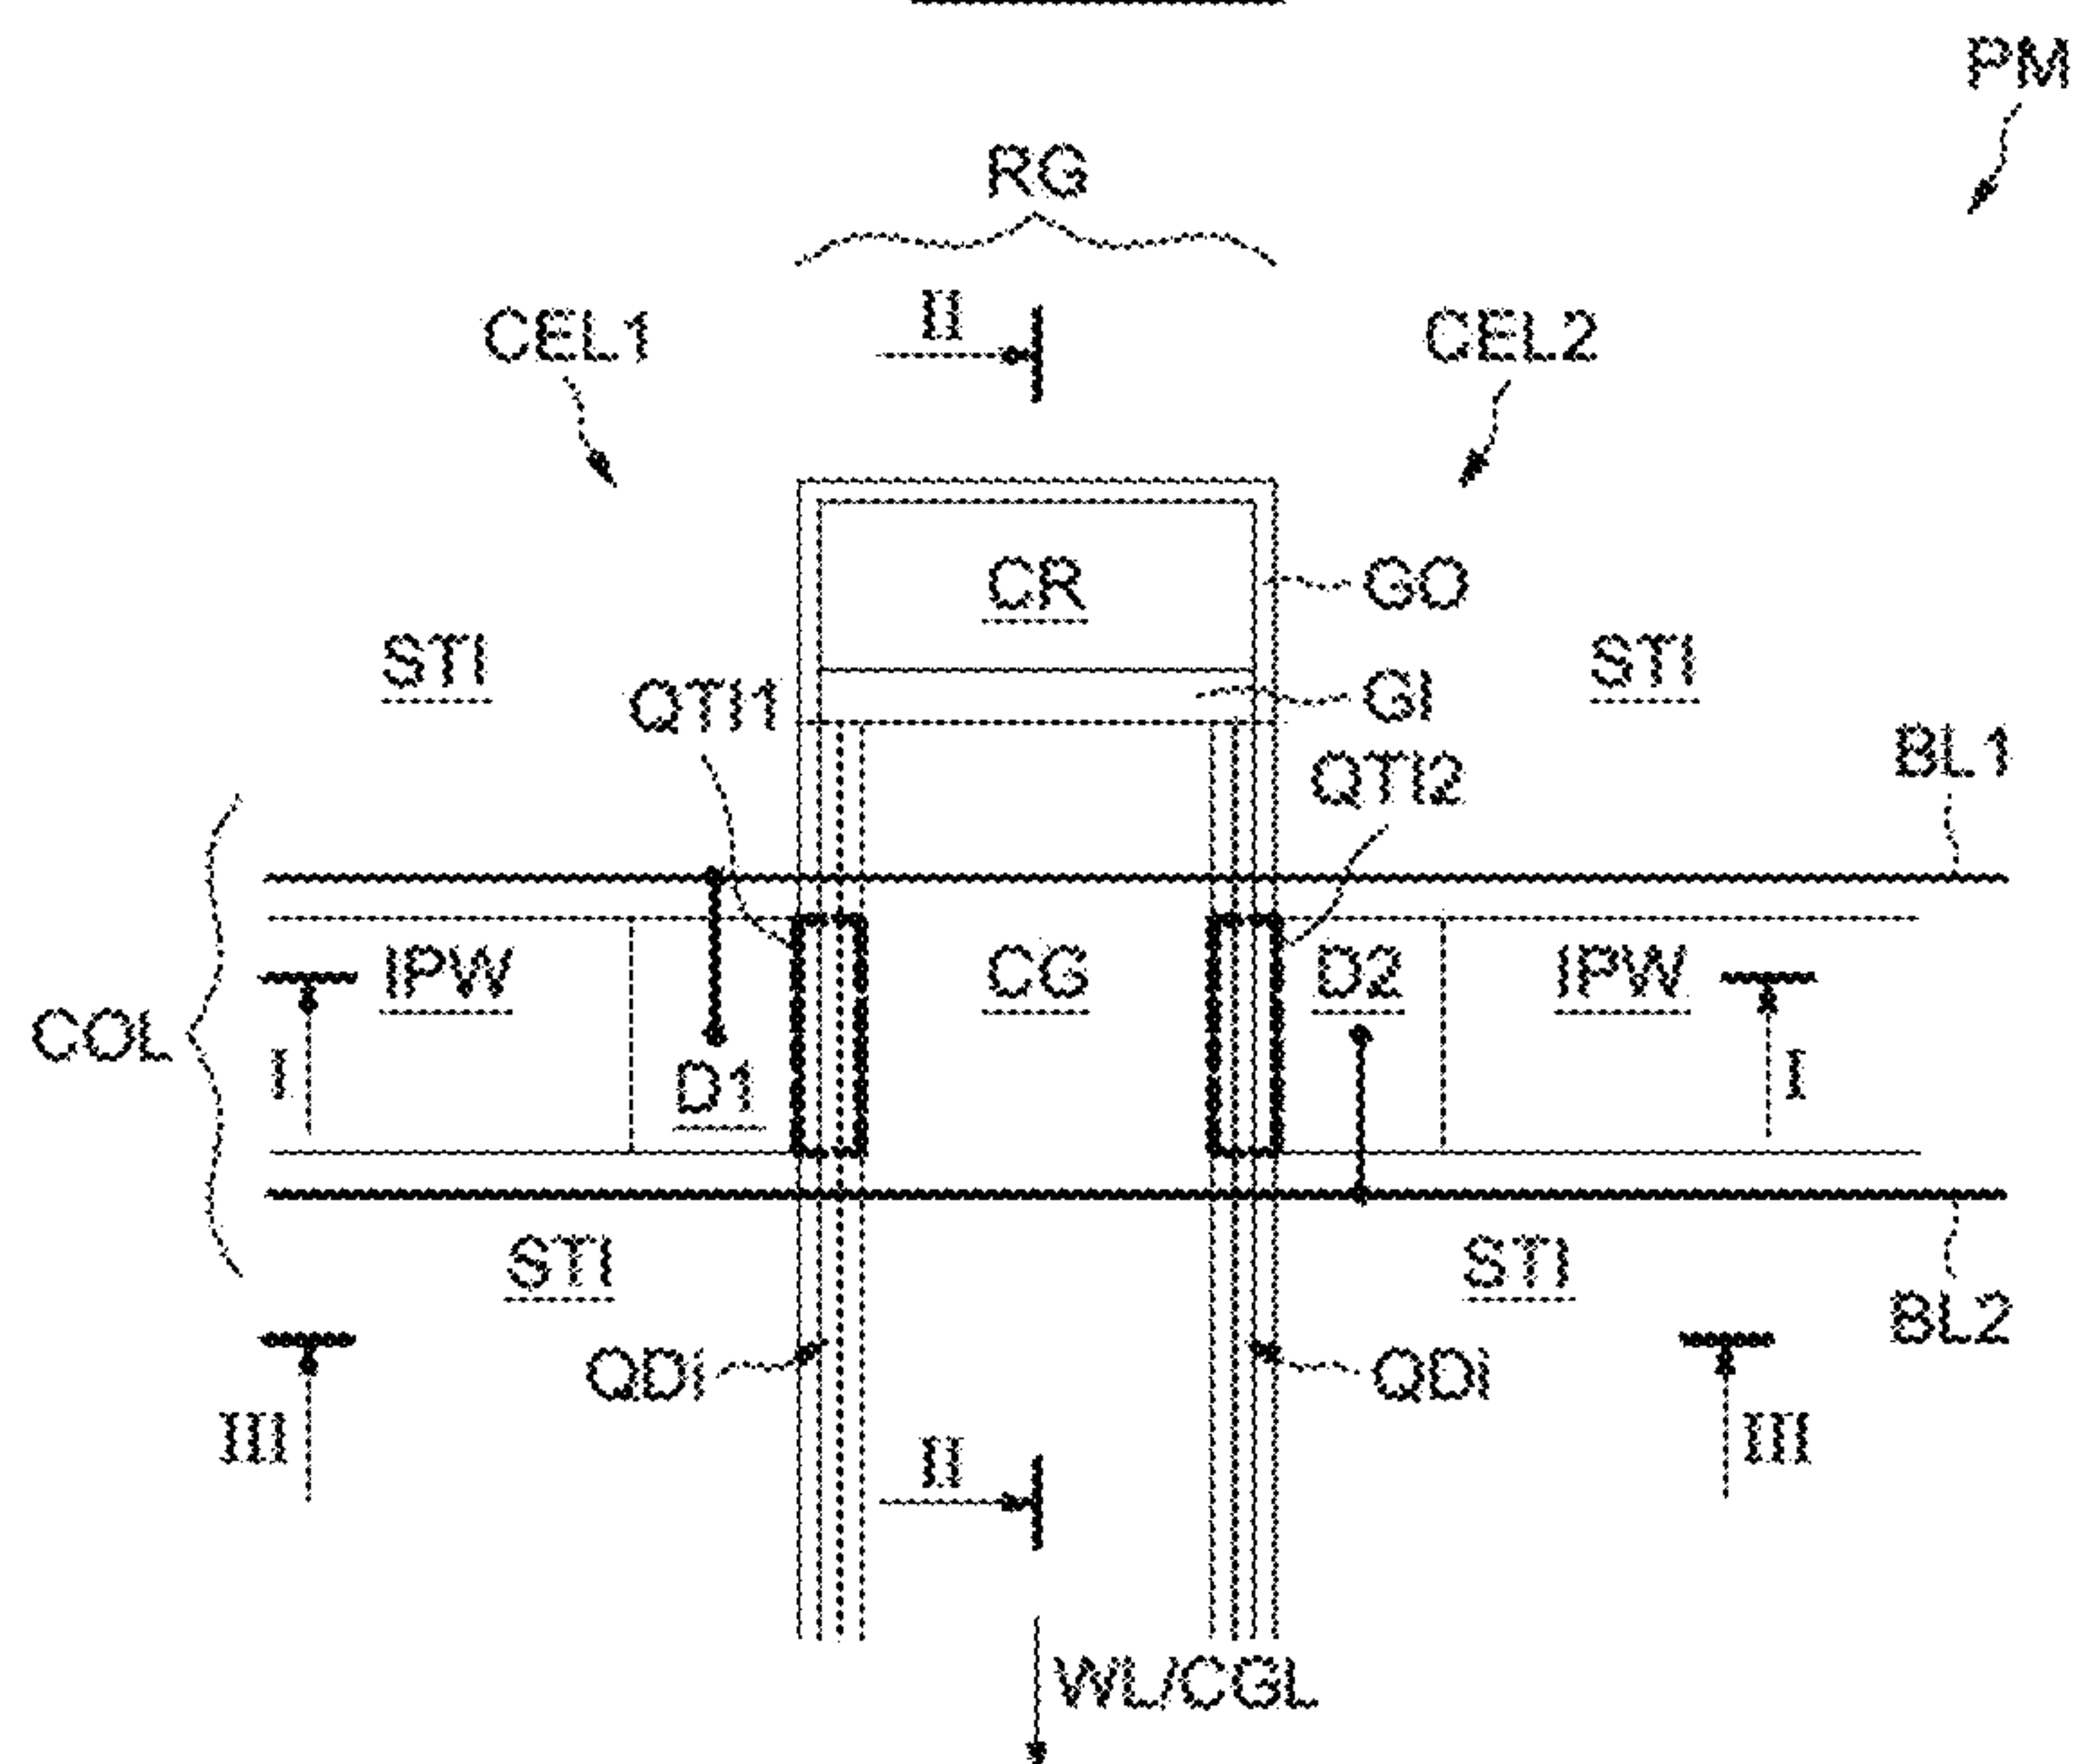 PM
RG
II
CEL1
CEL2
CR
GO
STI
STI
QTI1
GI
QTI2
BL1
IPW
CG
D2
IPW
COL
I
D1
I
STI
STI
BL2
QDi
QDi
III
II
III
WL/CGL